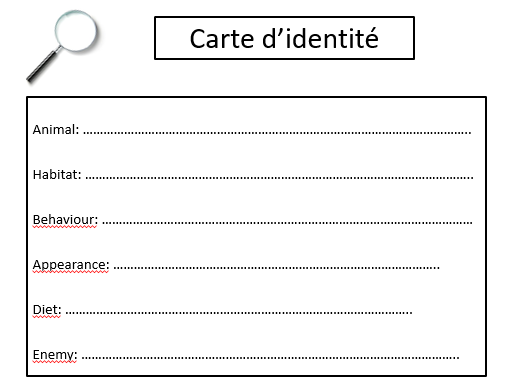 Carte d’identité
Animal: ……………………………………………………………………………………………………
Habitat: ……………………………………………………………………………………………………
Behaviour: ………………………………………………………………………………………………
Appearance: ……………………………………………………………………………………
Diet: …………………………………………………………………………………………
Enemy: …………………………………………………………………………………………………